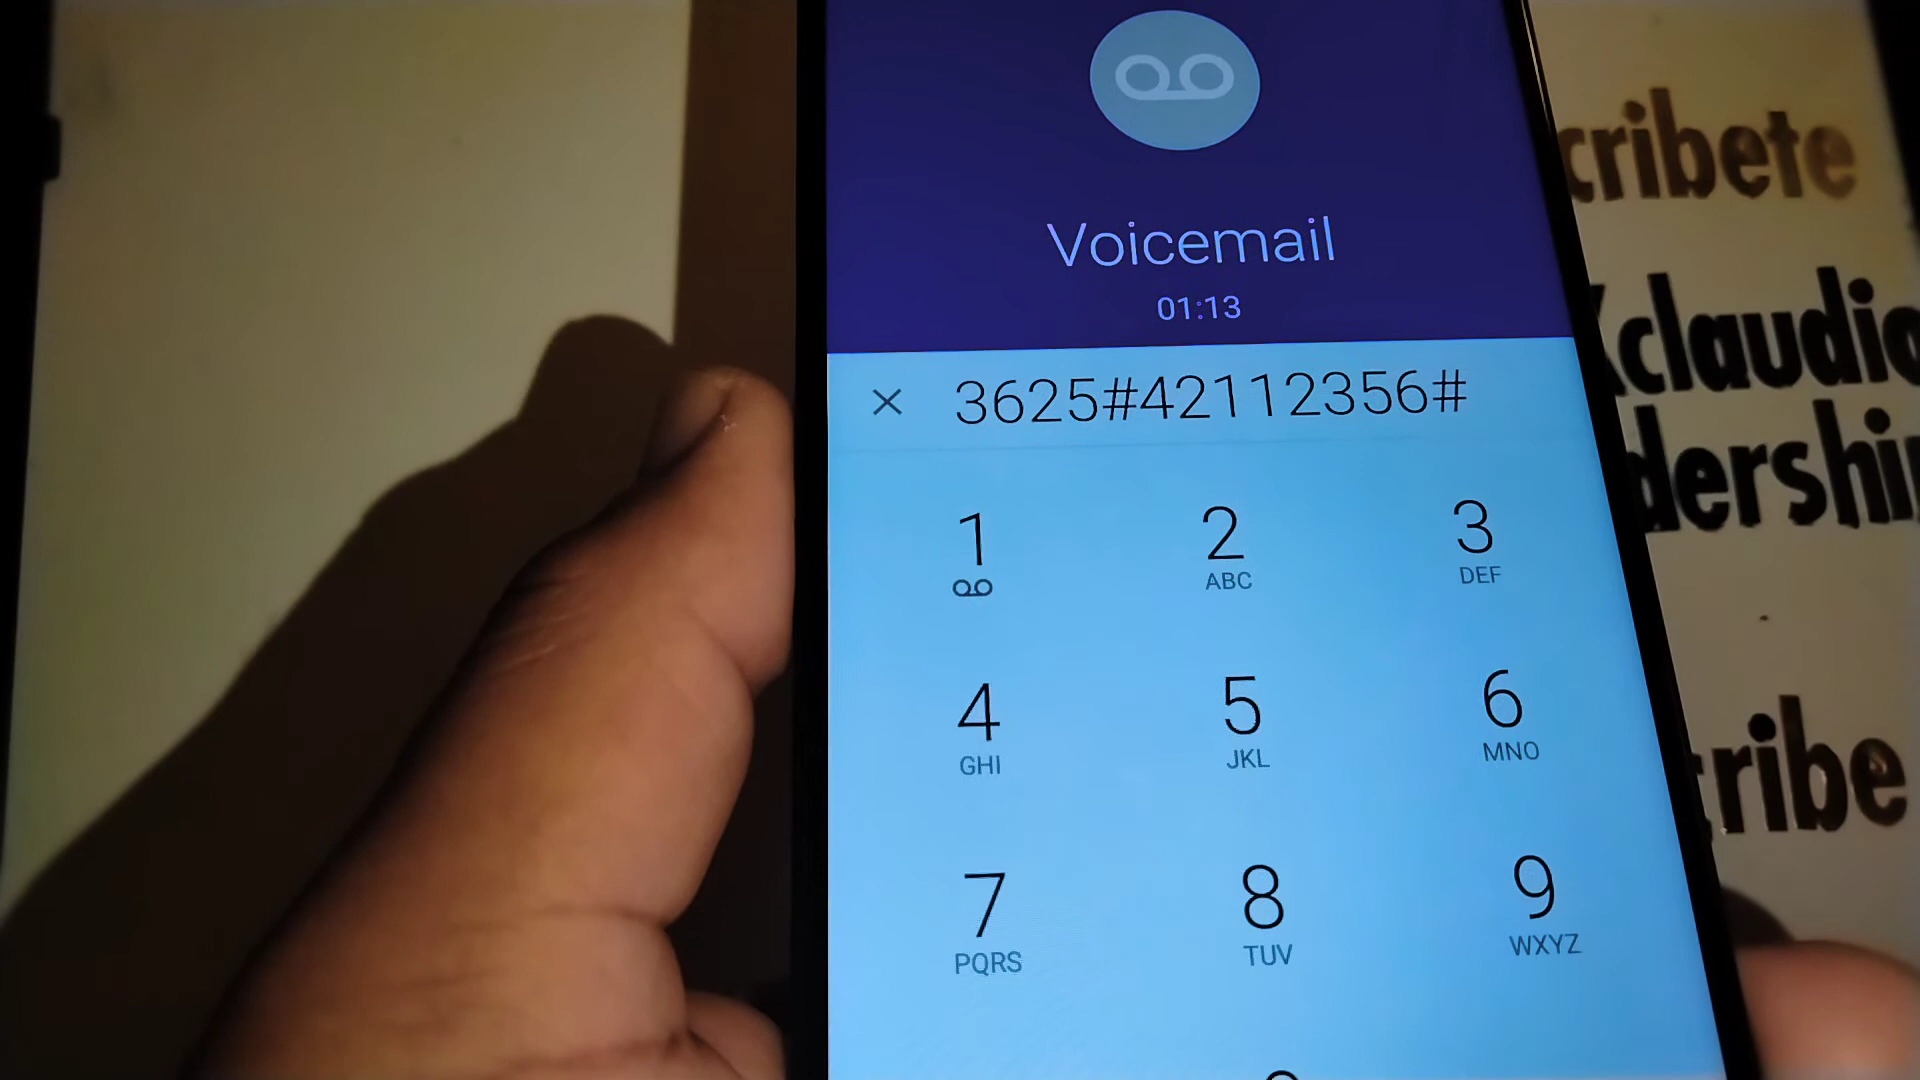 Voicemail
01:13
× 3625#42112356#
1
2
ABC
3
DEF
4
GHI
5
JKL
6
MNO
7
PQRS
8
TUV
9
WXYZ
cribete
claudio
dershi
ribe